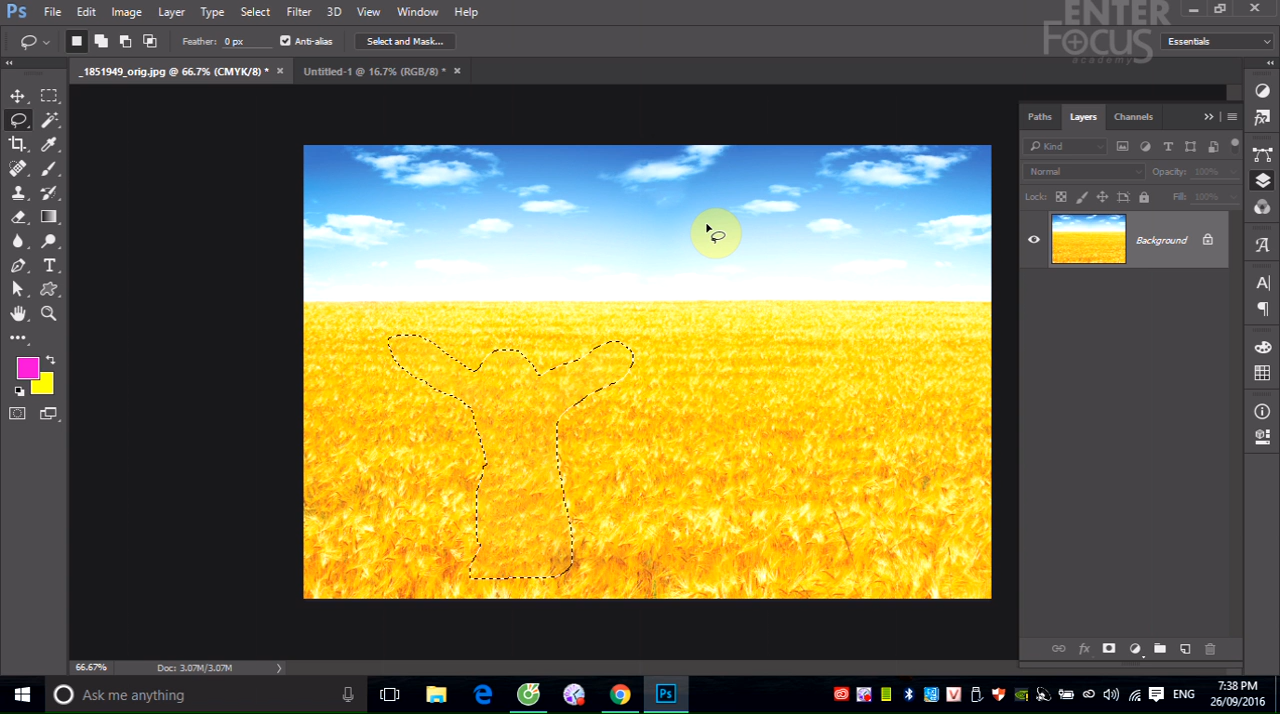 Ps File Edit Image Layer Type Select Filter 3D View Window Help
ENTER
FOCUS
academy
Feather: 0 px Anti-alias Select and Mask... Essentials
_1851949_orig.jpg @ 66.7% (CMYK/8) * × Untitled-1 @ 16.7% (RGB/8) * ×
Paths Layers Channels
Kind
Normal Opacity: 100%
Lock: Fill: 100%
Background
66.67% Doc: 3.07M/3.07M
Ask me anything
Ps
ENG
7:38 PM
26/09/2016